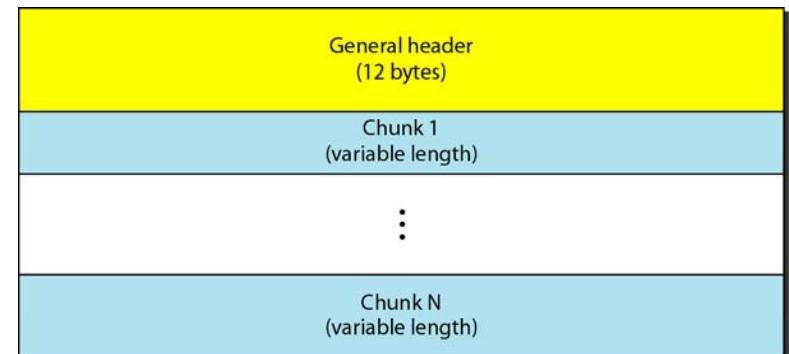 General header
(12 bytes)
Chunk 1
(variable length)
⋮
Chunk N
(variable length)